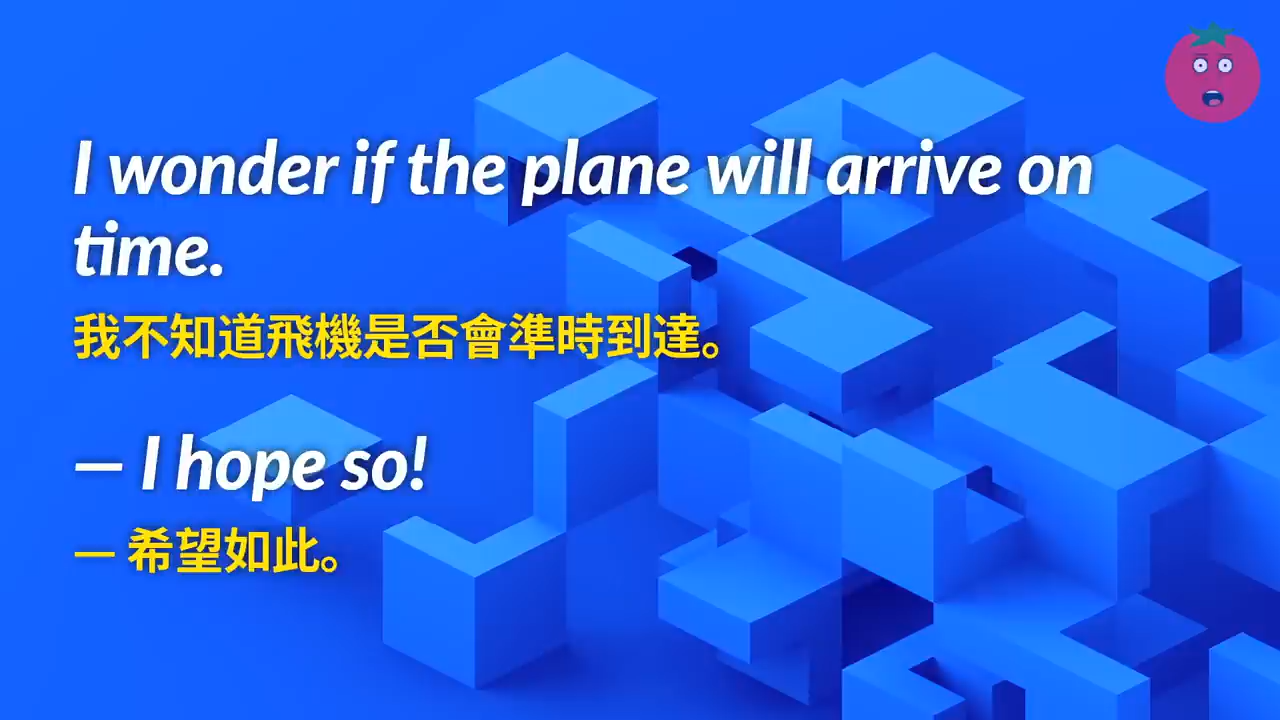 I wonder if the plane will arrive on
time.
我不知道飛機是否會準時到達。
— I hope so!
— 希望如此。